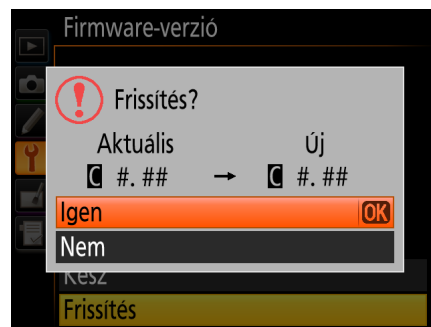 Firmware-verzió
Frissítés?
Aktuális Új
C #. ## → C #. ##
Igen OK
Nem
Kész
Frissítés